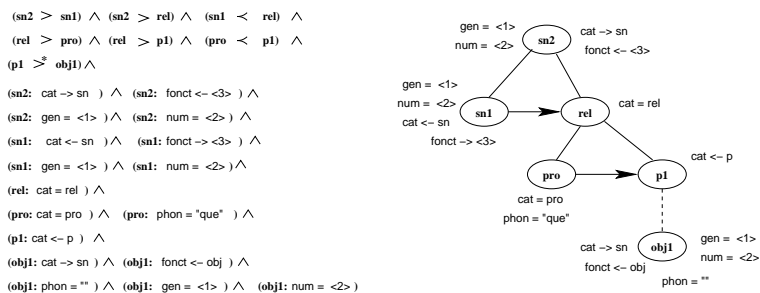 (sn2 > sn1) ∧ (sn2 > rel) ∧ (sn1 ≺ rel) ∧
(rel > pro) ∧ (rel > p1) ∧ (pro ≺ p1) ∧
(p1 >* obj1) ∧
(sn2: cat –> sn ) ∧ (sn2: fonct <– <3> ) ∧
(sn2: gen = <1> ) ∧ (sn2: num = <2> ) ∧
(sn1: cat <– sn ) ∧ (sn1: fonct –> <3> ) ∧
(sn1: gen = <1> ) ∧ (sn1: num = <2> ) ∧
(rel: cat = rel ) ∧
(pro: cat = pro ) ∧ (pro: phon = "que" ) ∧
(p1: cat <– p ) ∧
(obj1: cat –> sn ) ∧ (obj1: fonct <– obj ) ∧
(obj1: phon = "" ) ∧ (obj1: gen = <1> ) ∧ (obj1: num = <2> )
gen = <1>
num = <2>
sn2
cat –> sn
fonct <– <3>
gen = <1>
num = <2>
cat <– sn
fonct –> <3>
sn1
rel
cat = rel
pro
cat = pro
phon = "que"
p1
cat <– p
cat –> sn
fonct <– obj
obj1
gen = <1>
num = <2>
phon = ""